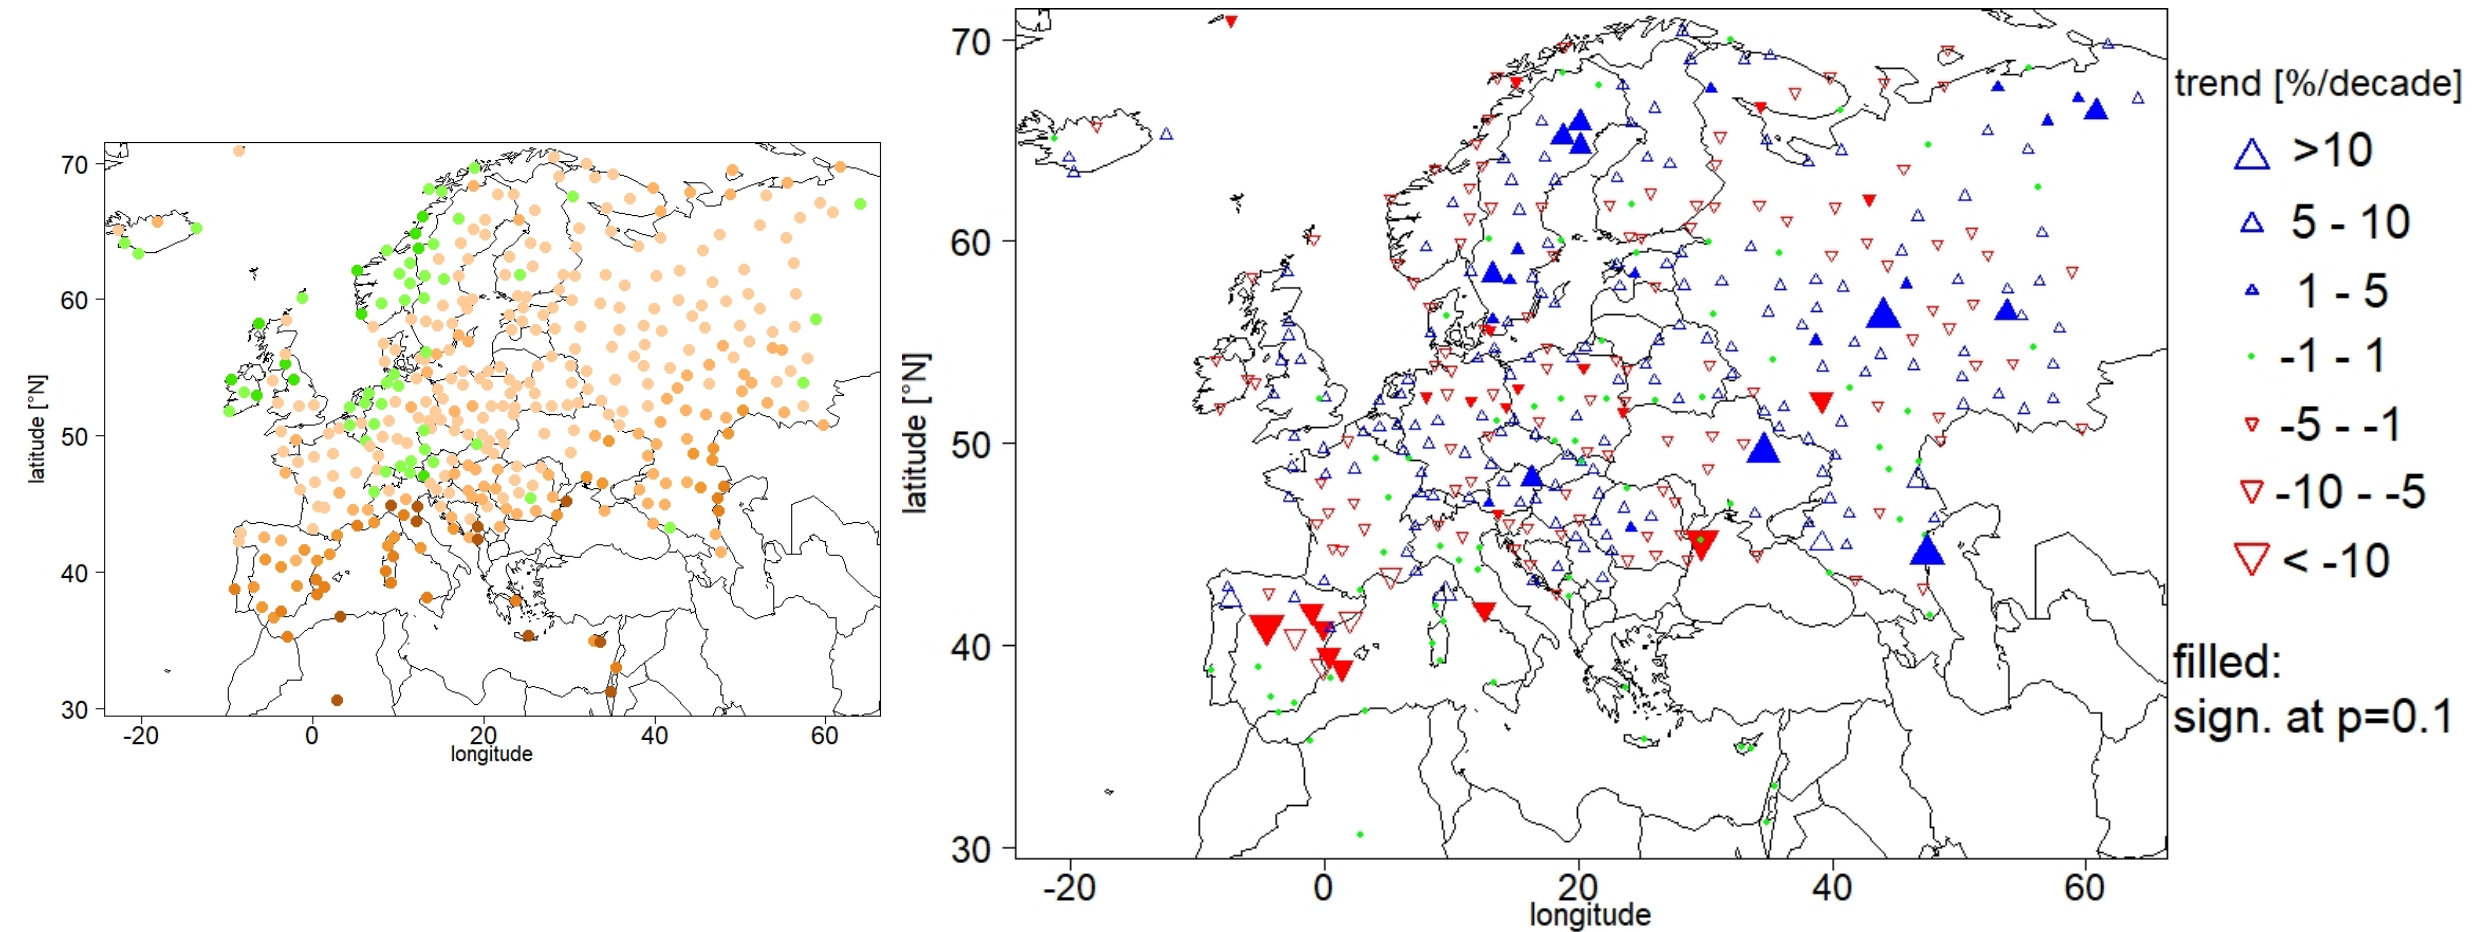 70
60
50
40
30
latitude [°N]
-20 0 20 40 60
longitude
70
60
50
40
30
latitude [°N]
-20 0 20 40 60
longitude
trend [%/decade]
>10
5 - 10
1 - 5
-1 - 1
-5 - -1
-10 - -5
< -10
filled:
sign. at p=0.1